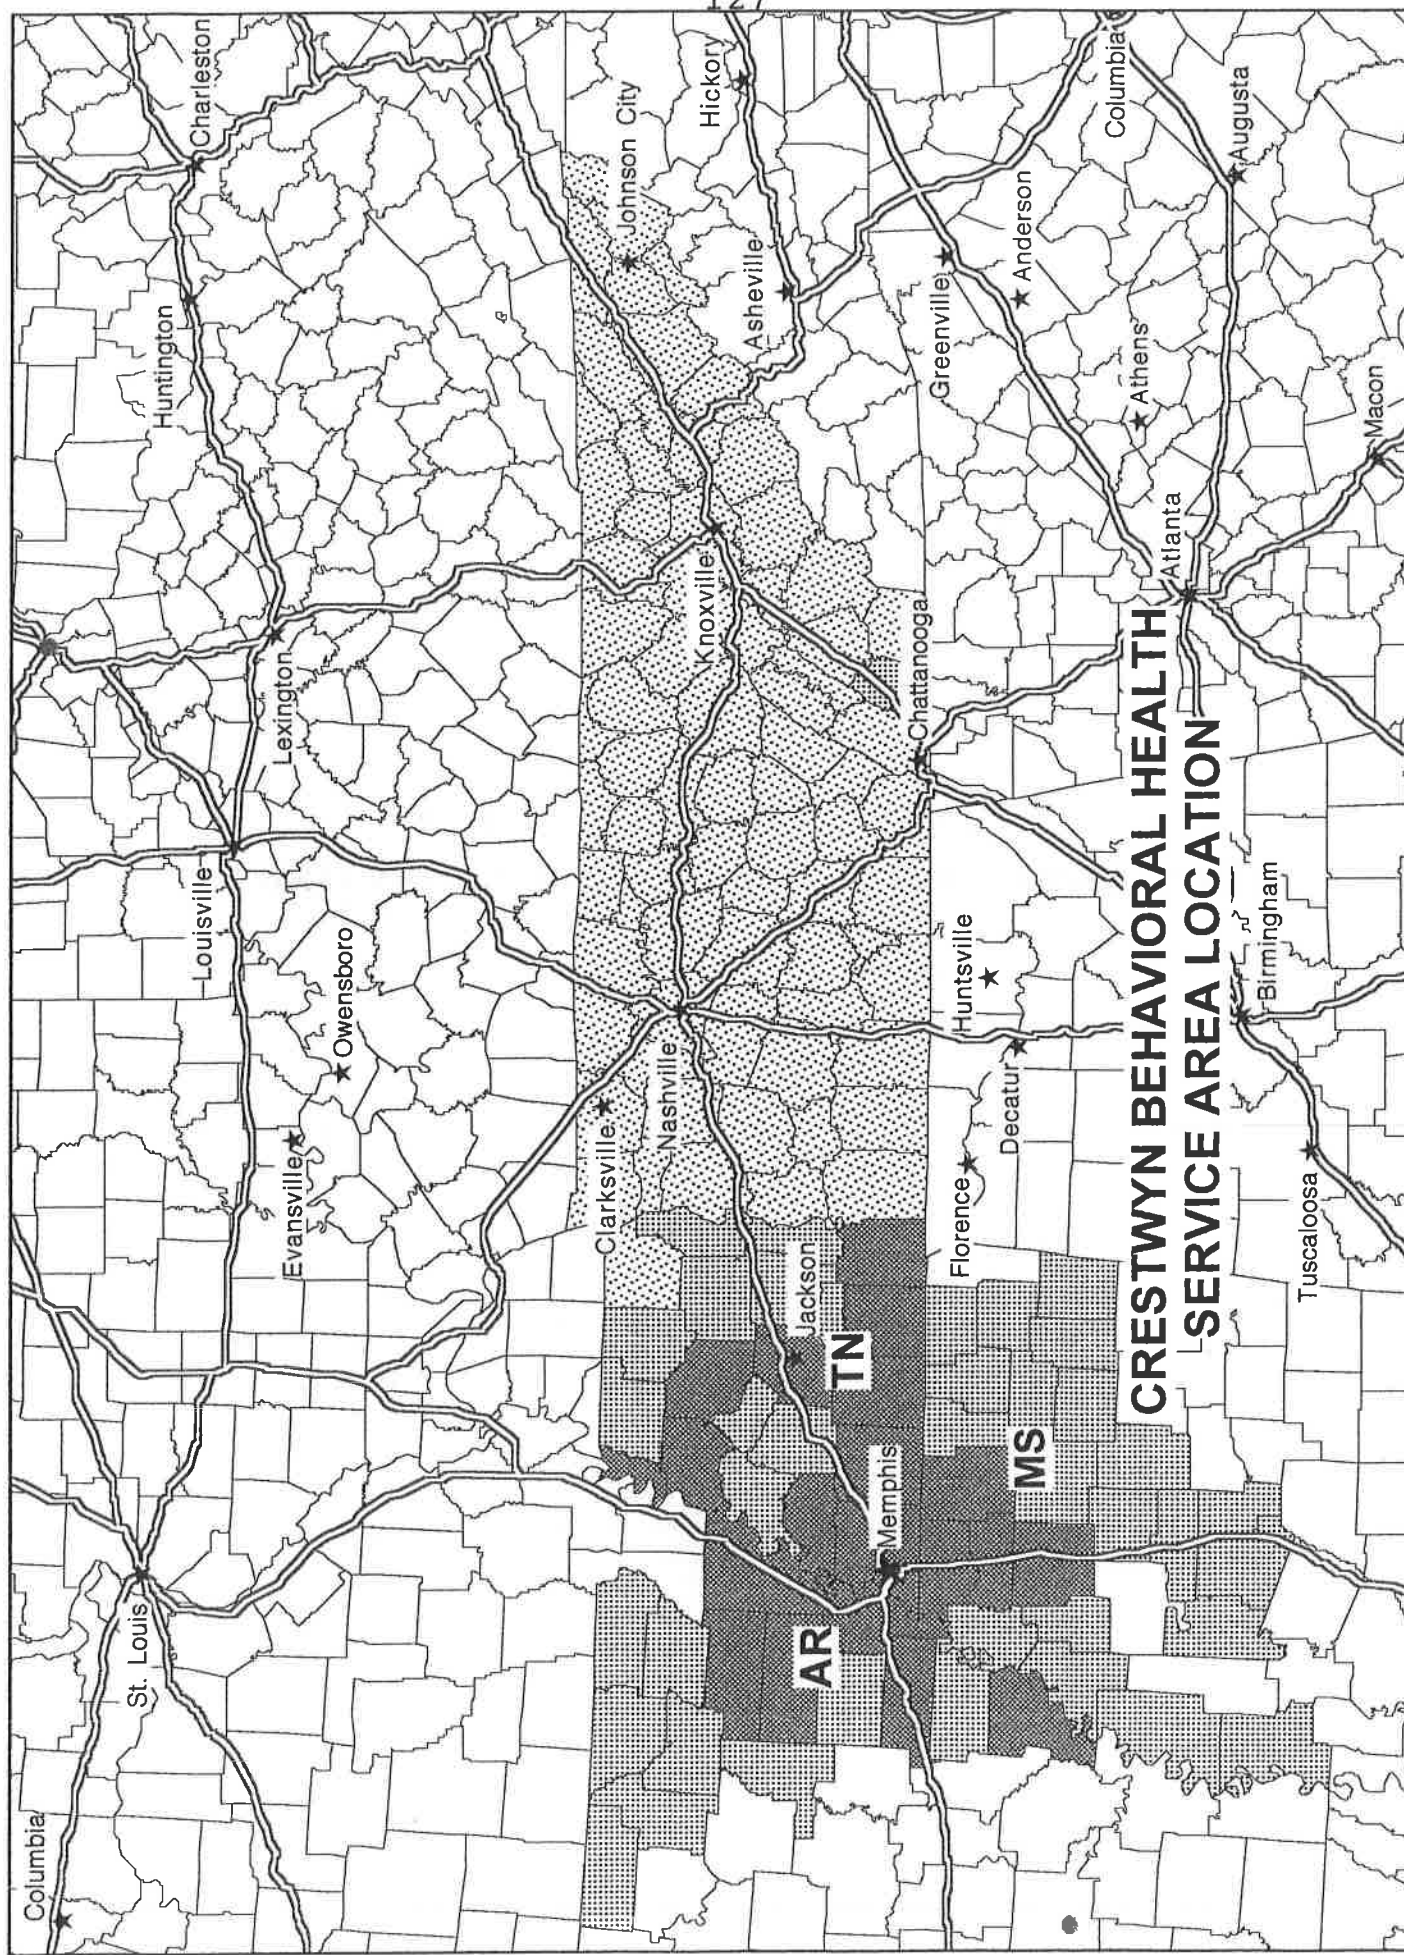 127
Columbia
St. Louis
Evansville
Owensboro
Louisville
Lexington
Huntington
Charleston
Clarksville
Nashville
Knoxville
Johnson City
Hickory
Asheville
Jackson
TN
AR
Memphis
MS
Chattanooga
Greenville
Anderson
Columbia
Augusta
Athens
Atlanta
Macon
Florence
Decatur
Huntsville
Birmingham
Tuscaloosa
CRESTWYN BEHAVIORAL HEALTH
SERVICE AREA LOCATION